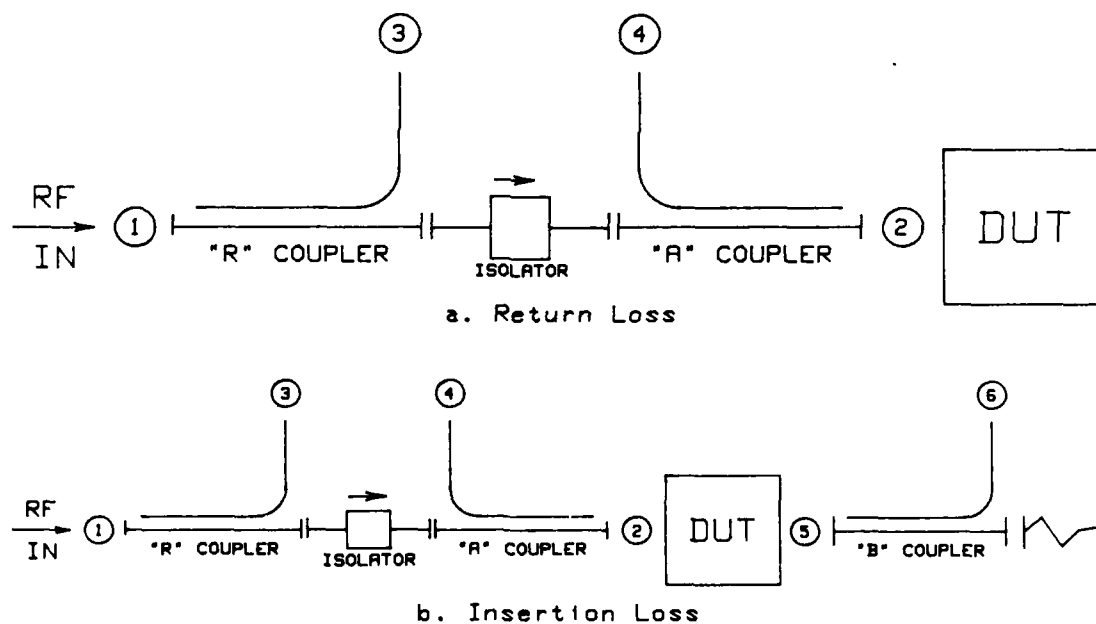 3 4
RF
IN
1
"R" COUPLER
ISOLATOR
"A" COUPLER
2
DUT
a. Return Loss
3 4 6
RF
IN
1
"R" COUPLER
ISOLATOR
"A" COUPLER
2
DUT
5
"B" COUPLER
b. Insertion Loss